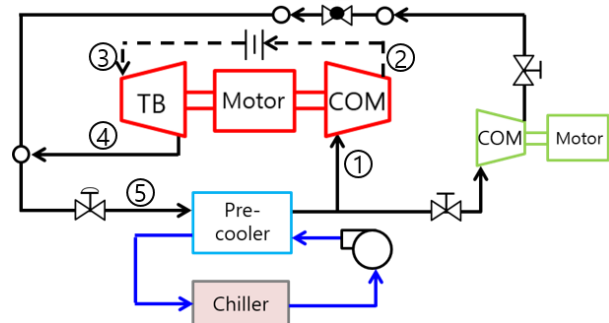 ③
②
TB
Motor
COM
COM
Motor
④
①
⑤
Pre-
cooler
Chiller